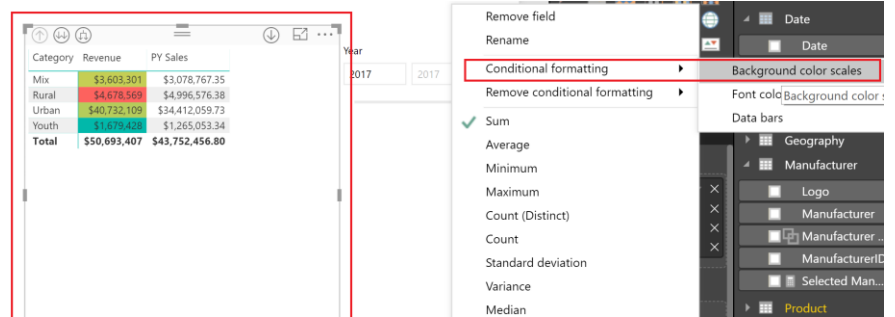 Category Revenue PY Sales
Mix $3,603,301 $3,078,767.35
Rural $4,678,569 $4,996,576.38
Urban $40,732,109 $34,412,059.73
Youth $1,679,428 $1,265,053.34
Total $50,693,407 $43,752,456.80
Year
2017 2017
Remove field
Rename
Conditional formatting
Remove conditional formatting
Sum
Average
Minimum
Maximum
Count (Distinct)
Count
Standard deviation
Variance
Median
Background color scales
Font colo
Background color s
Data bars
Date
Date
Geography
Manufacturer
Logo
Manufacturer
Manufacturer ...
ManufacturerID
Selected Man...
Product